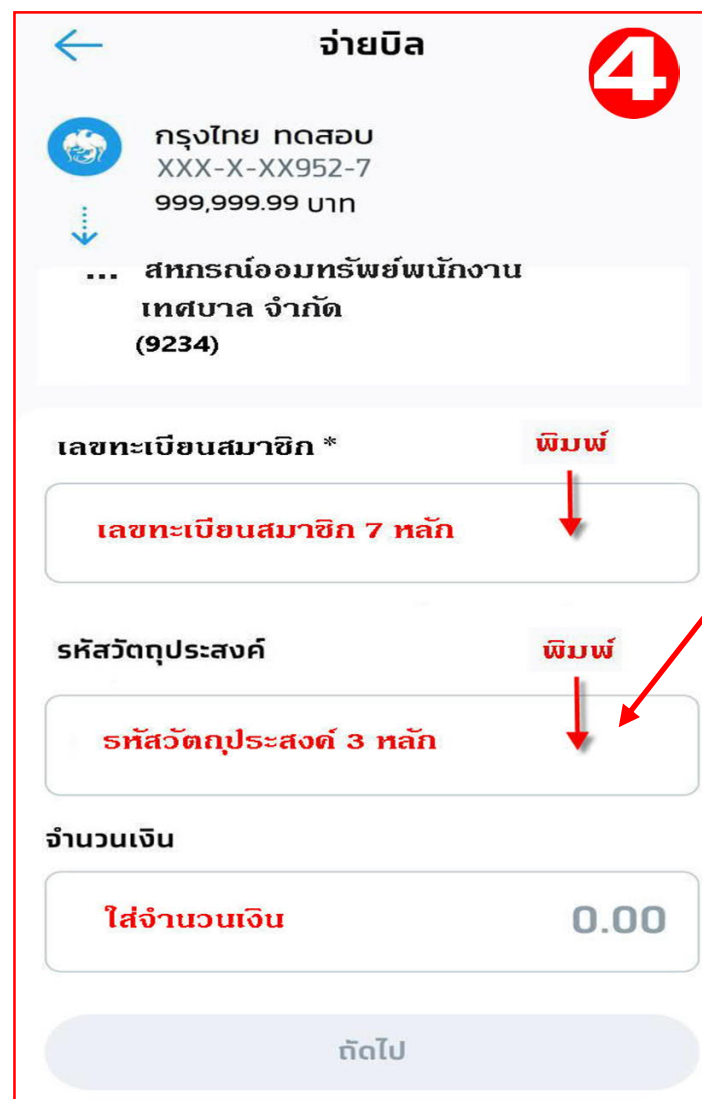 จ่ายบิล
4
กรุงไทย ทดสอบ
XXX-X-XX952-7
999,999.99 บาท
... สหกรณ์ออมทรัพย์พนักงาน
เทศบาล จำกัด
(9234)
เลขทะเบียนสมาชิก * พิมพ์
เลขทะเบียนสมาชิก 7 หลัก
รหัสวัตถุประสงค์ พิมพ์
รหัสวัตถุประสงค์ 3 หลัก
จำนวนเงิน
ใส่จำนวนเงิน 0.00
ถัดไป